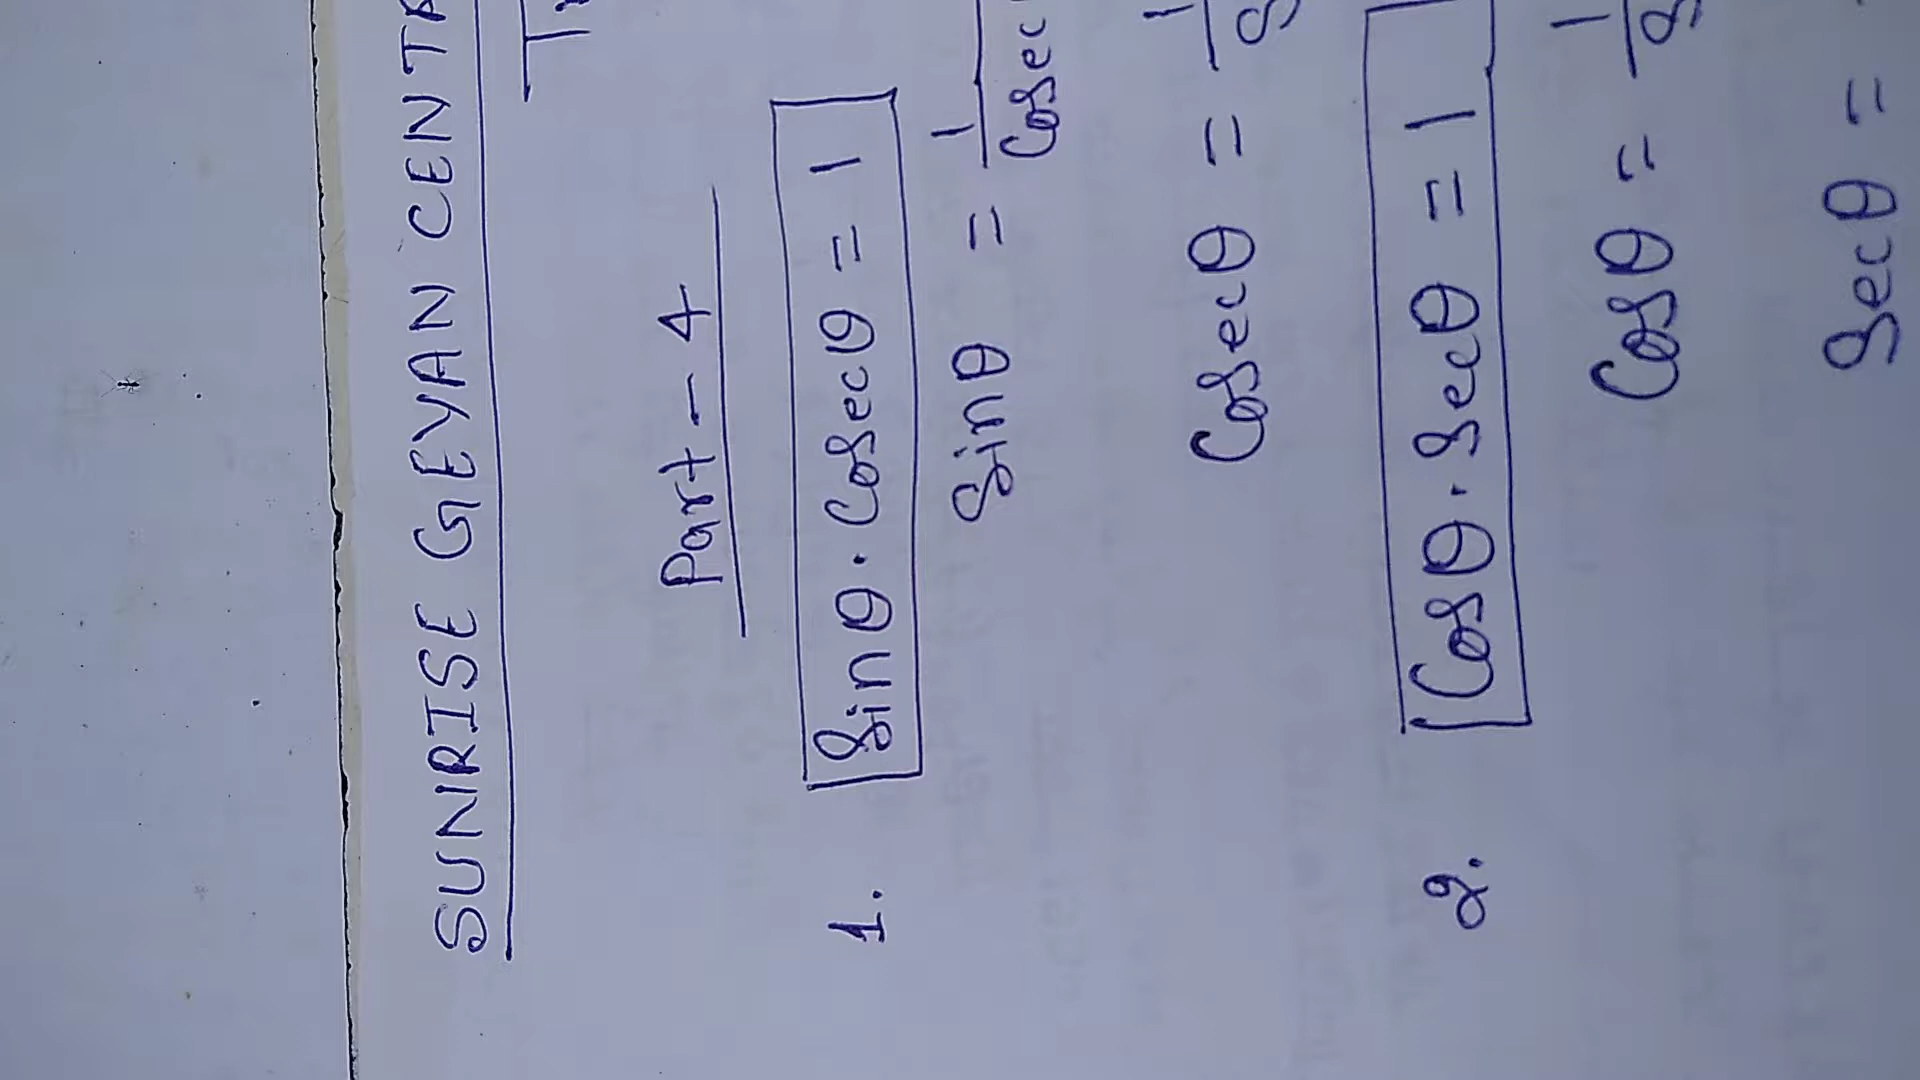 SUNRISE GEYAN
Part - 4
1. Sinθ · Cosecθ = 1
Sinθ = 1/Cosec
Cosecθ = 1/
2. Cosθ · Secθ = 1
Cosθ = 1/
Secθ =